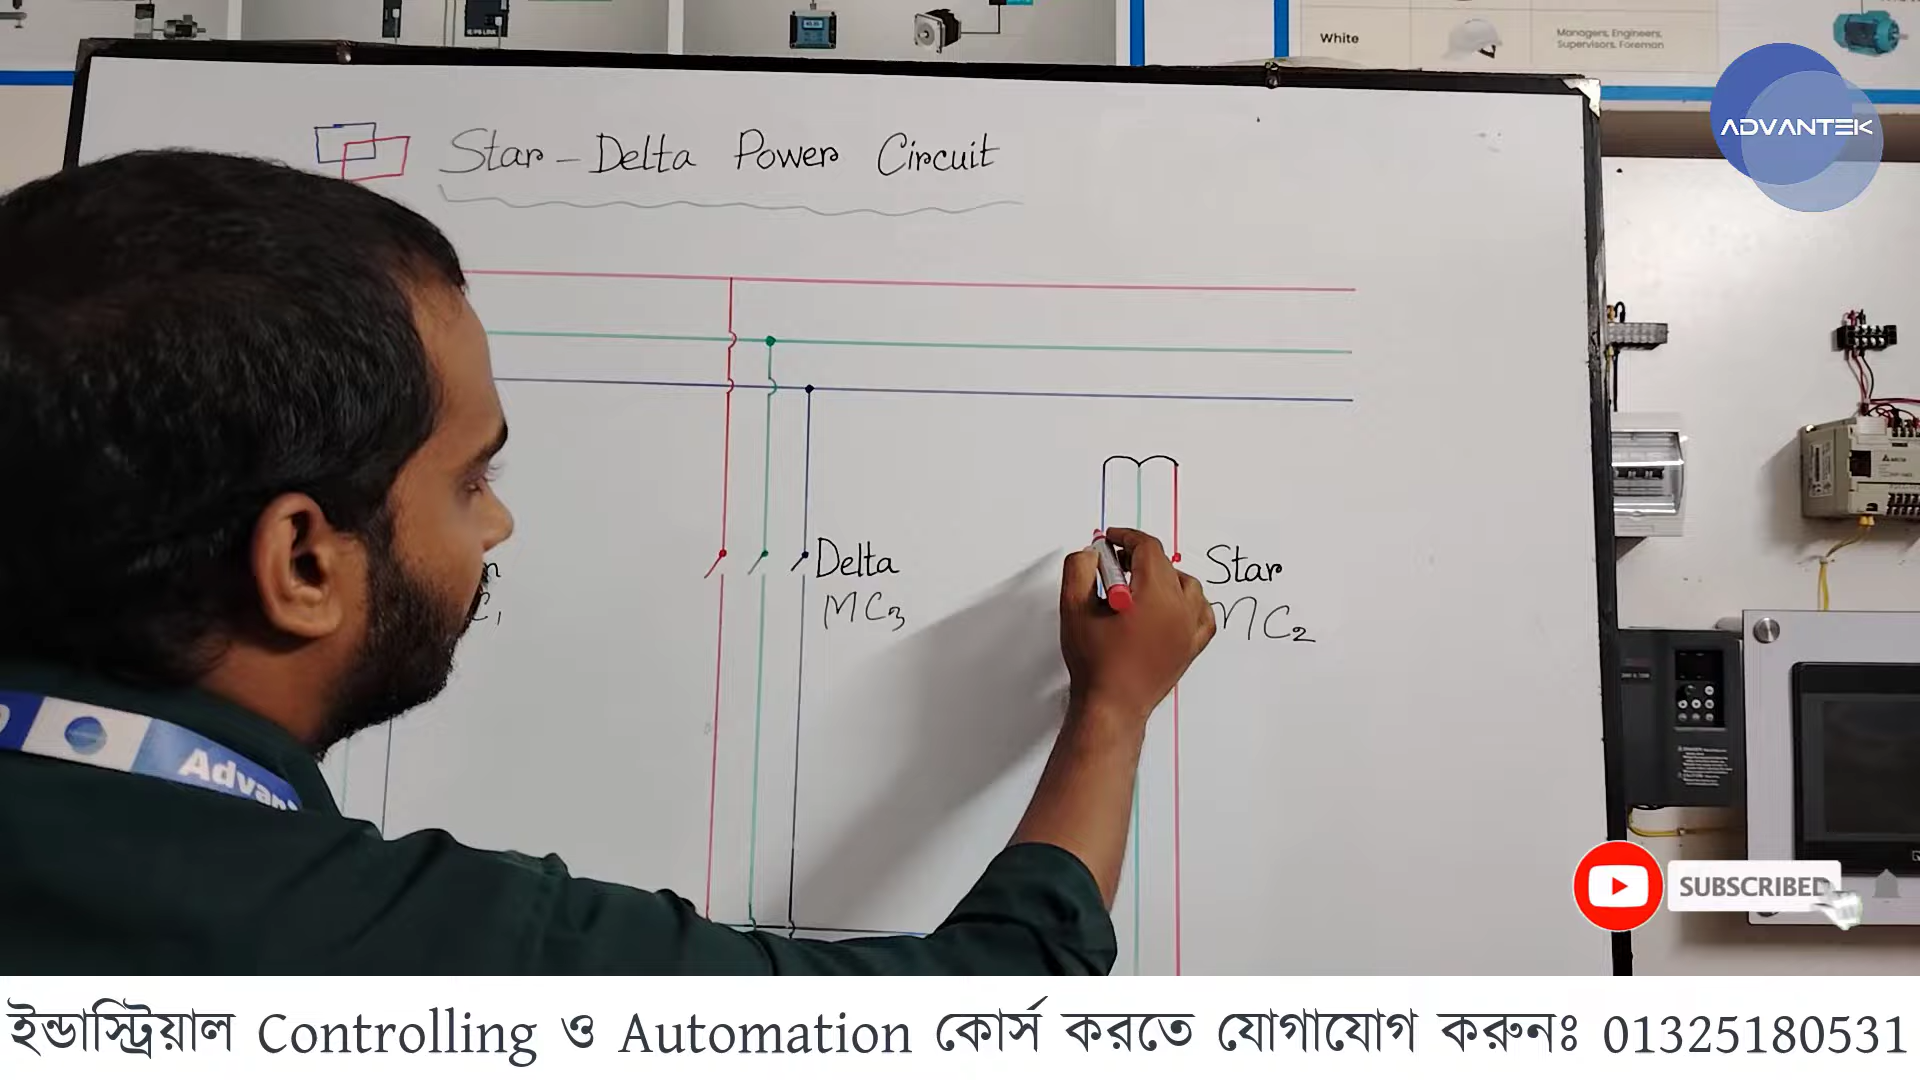 White
Managers, Engineers,
Supervisors, Foreman
ADVANTEK
Star-Delta Power Circuit
Delta
MC3
Star
MC2
Advan
SUBSCRIBED
ইন্ডাস্ট্রিয়াল Controlling ও Automation কোর্স করতে যোগাযোগ করুনঃ 01325180531